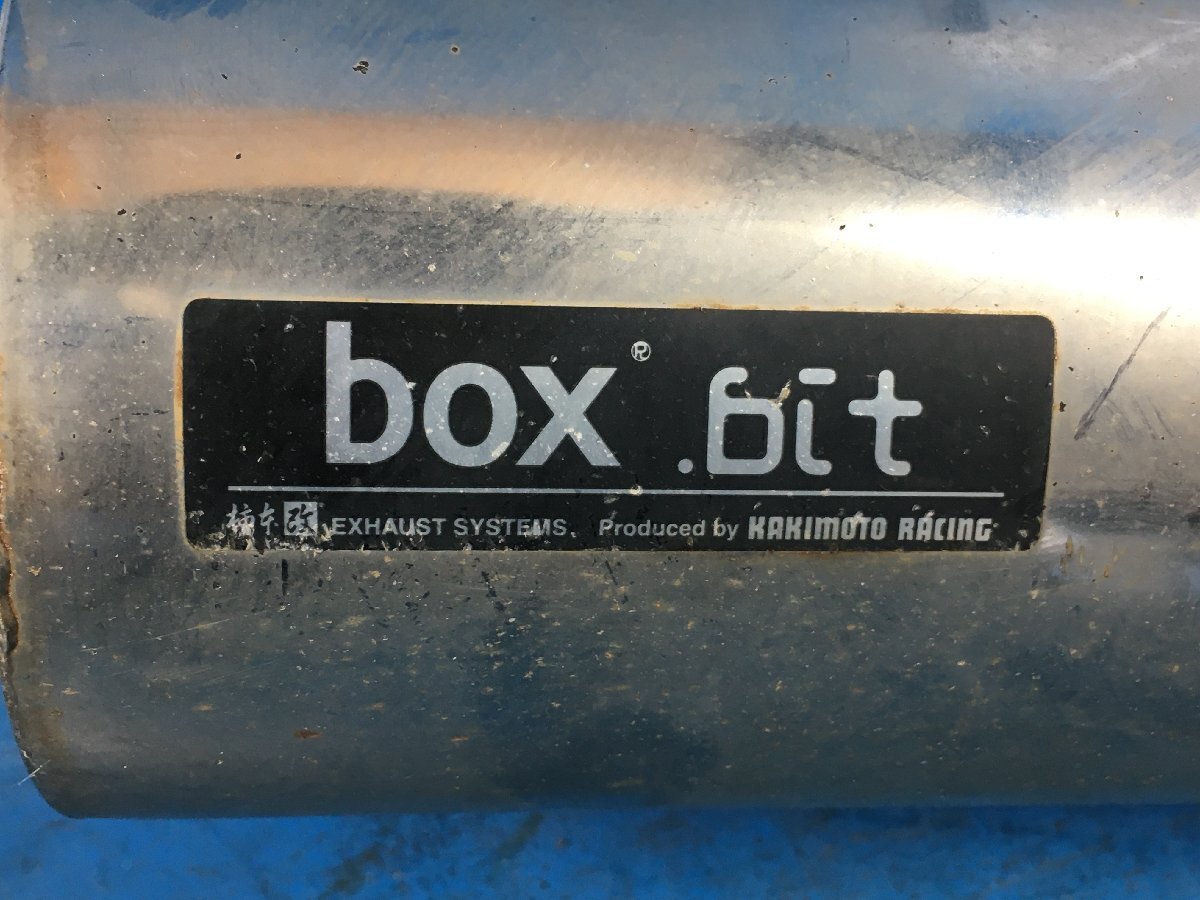 box® .bit
柿本改 EXHAUST SYSTEMS. Produced by KAKIMOTO RACING